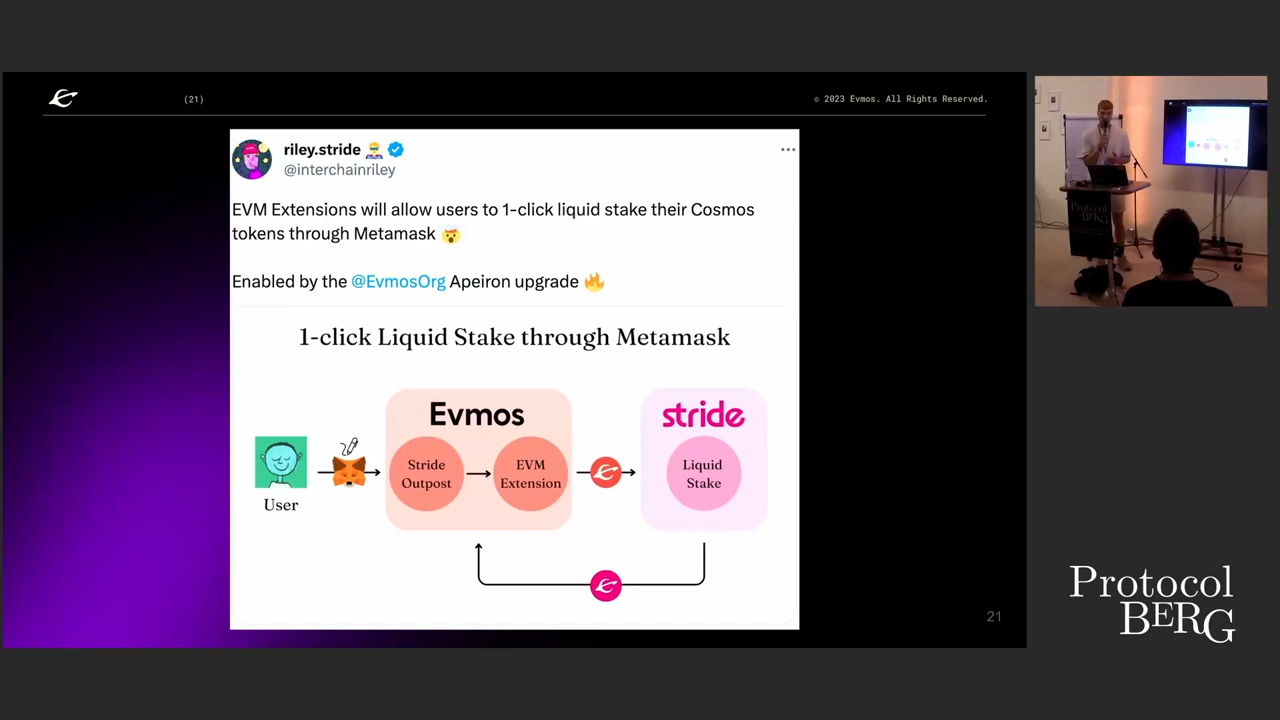 (21)
© 2023 Evmos. All Rights Reserved.
riley.stride
@interchainriley
EVM Extensions will allow users to 1-click liquid stake their Cosmos
tokens through Metamask 🤯
Enabled by the @EvmosOrg Apeiron upgrade 🔥
1-click Liquid Stake through Metamask
Evmos
stride
Stride
Outpost
EVM
Extension
Liquid
Stake
User
21
Protocol
BERG
Protocol
BERG